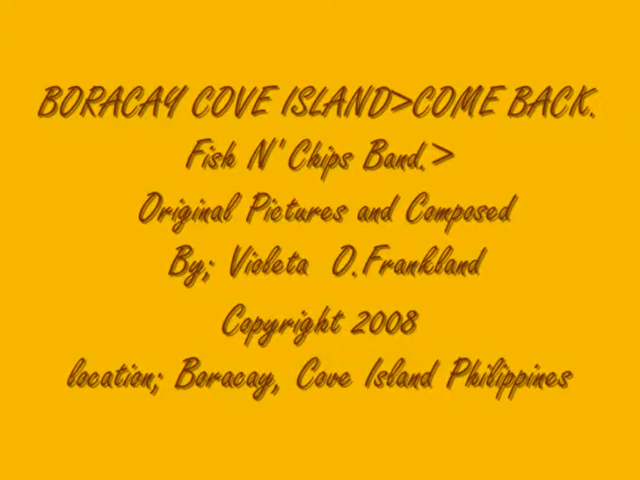 BORACAY COVE ISLAND>COME BACK.
Fish N' Chips Band.>
Original Pictures and Composed
By; Violeta O.Frankland
Copyright 2008
location; Boracay, Cove Island Philippines